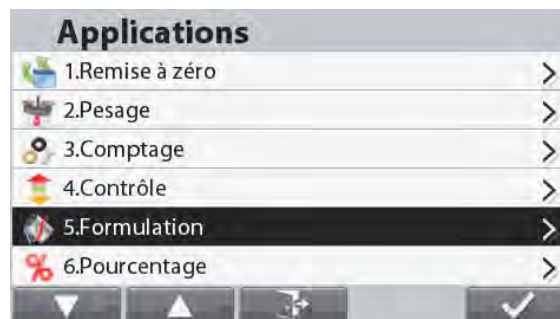 Applications
1.Remise à zéro
2.Pesage
3.Comptage
4.Contrôle
5.Formulation
6.Pourcentage